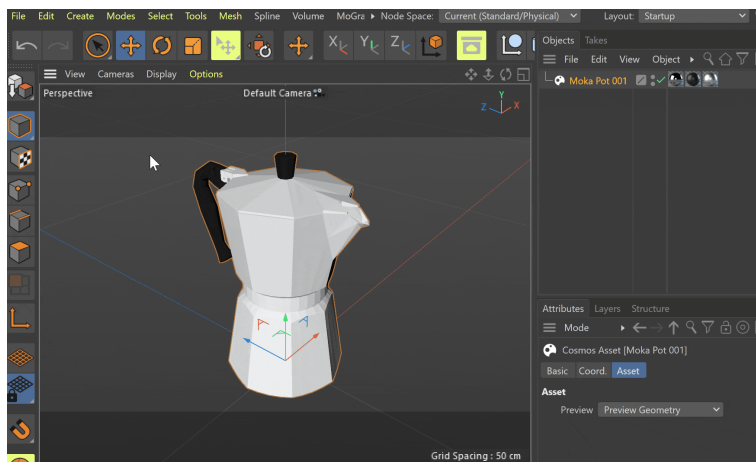 File Edit Create Modes Select Tools Mesh Spline Volume MoGra Node Space: Current (Standard/Physical) Layout: Startup
X Y Z
Objects Takes
File Edit View Object
Moka Pot 001
View Cameras Display Options
Perspective Default Camera
Y
Z X
Grid Spacing : 50 cm
Attributes Layers Structure
Mode
Cosmos Asset [Moka Pot 001]
Basic Coord. Asset
Asset
Preview Preview Geometry